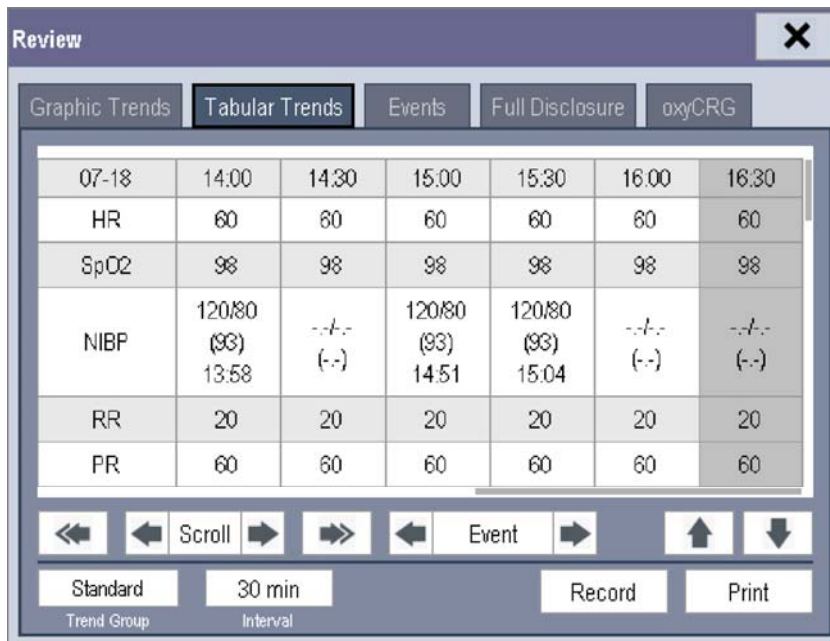 Review
Graphic Trends Tabular Trends Events Full Disclosure oxyCRG
07-18 14:00 14:30 15:00 15:30 16:00 16:30
HR 60 60 60 60 60 60
SpO2 98 98 98 98 98 98
NIBP 120/80 (93) 13:58 -.-/-.- (-.-) 120/80 (93) 14:51 120/80 (93) 15:04 -.-/-.- (-.-) -.-/-.- (-.-)
RR 20 20 20 20 20 20
PR 60 60 60 60 60 60
Scroll Event
Standard 30 min Record Print
Trend Group Interval